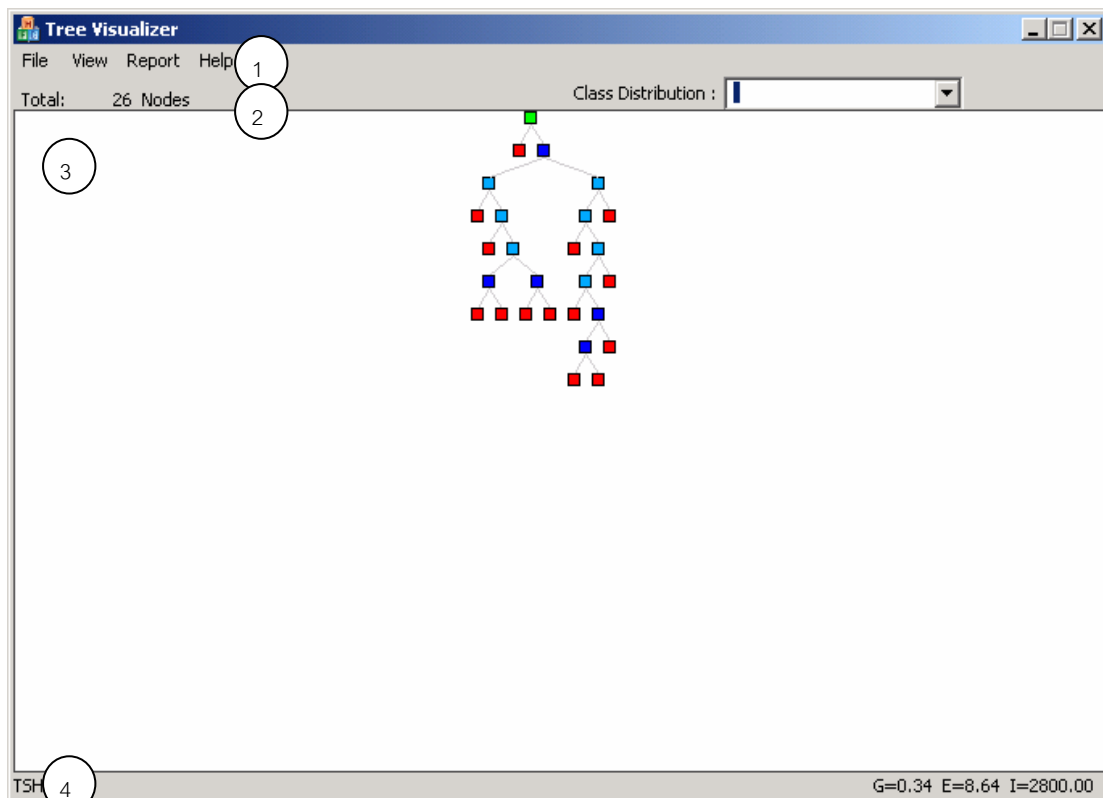 Tree Visualizer
File View Report Help
1
Total: 26 Nodes
Class Distribution :
2
3
TSH
4
G=0.34 E=8.64 I=2800.00